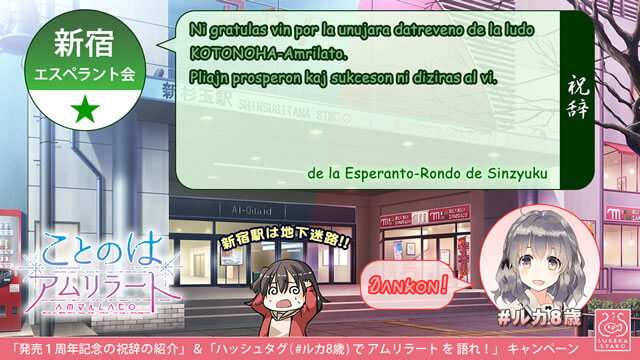 新宿
エスペラント会
Ni gratulas vin por la unujara datreveno de la ludo
KOTONOHA-Amrilato.
Pliajn prosperon kaj sukceson ni diziras al vi.
de la Esperanto-Rondo de Sinzyuku
祝辞
新杉玉駅 SHINSUGITAMA
Al-Quaid
新宿駅は地下迷路!!
ことのは
アムリラート
AMRILATO
Dankon!
#ルカ8歳
SUKERA
SPARO
「発売1周年記念の祝辞の紹介」&「ハッシュタグ(#ルカ8歳)でアムリラートを語れ!」キャンペーン